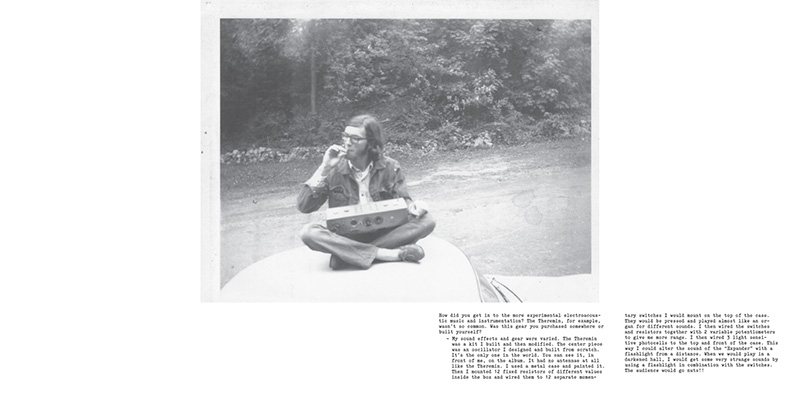 How did you get in to the more experimental electroacous-
tic music and instrumentation? The Theremin, for example,
wasn't so common. Was this gear you purchased somewhere or
built yourself?
- My sound effects and gear were varied. The Theremin
was a kit I built and then modified. The center piece
was an oscillator I designed and built from scratch.
It's the only one in the world. You can see it, in
front of me, on the album. It had no antennae at all
like the Theremin. I used a metal case and painted it.
Then I mounted 12 fixed resistors of different values
inside the box and wired them to 12 separate momen-
tary switches I would mount on the top of the case.
They would be pressed and played almost like an or-
gan for different sounds. I then wired the switches
and resistors together with 2 variable potentiometers
to give me more range. I then wired 3 light sensi-
tive photocells to the top and front of the case. This
way I could alter the sound of the "Expander" with a
flashlight from a distance. When we would play in a
darkened hall, I would get some very strange sounds by
using a flashlight in combination with the switches.
The audience would go nuts!!